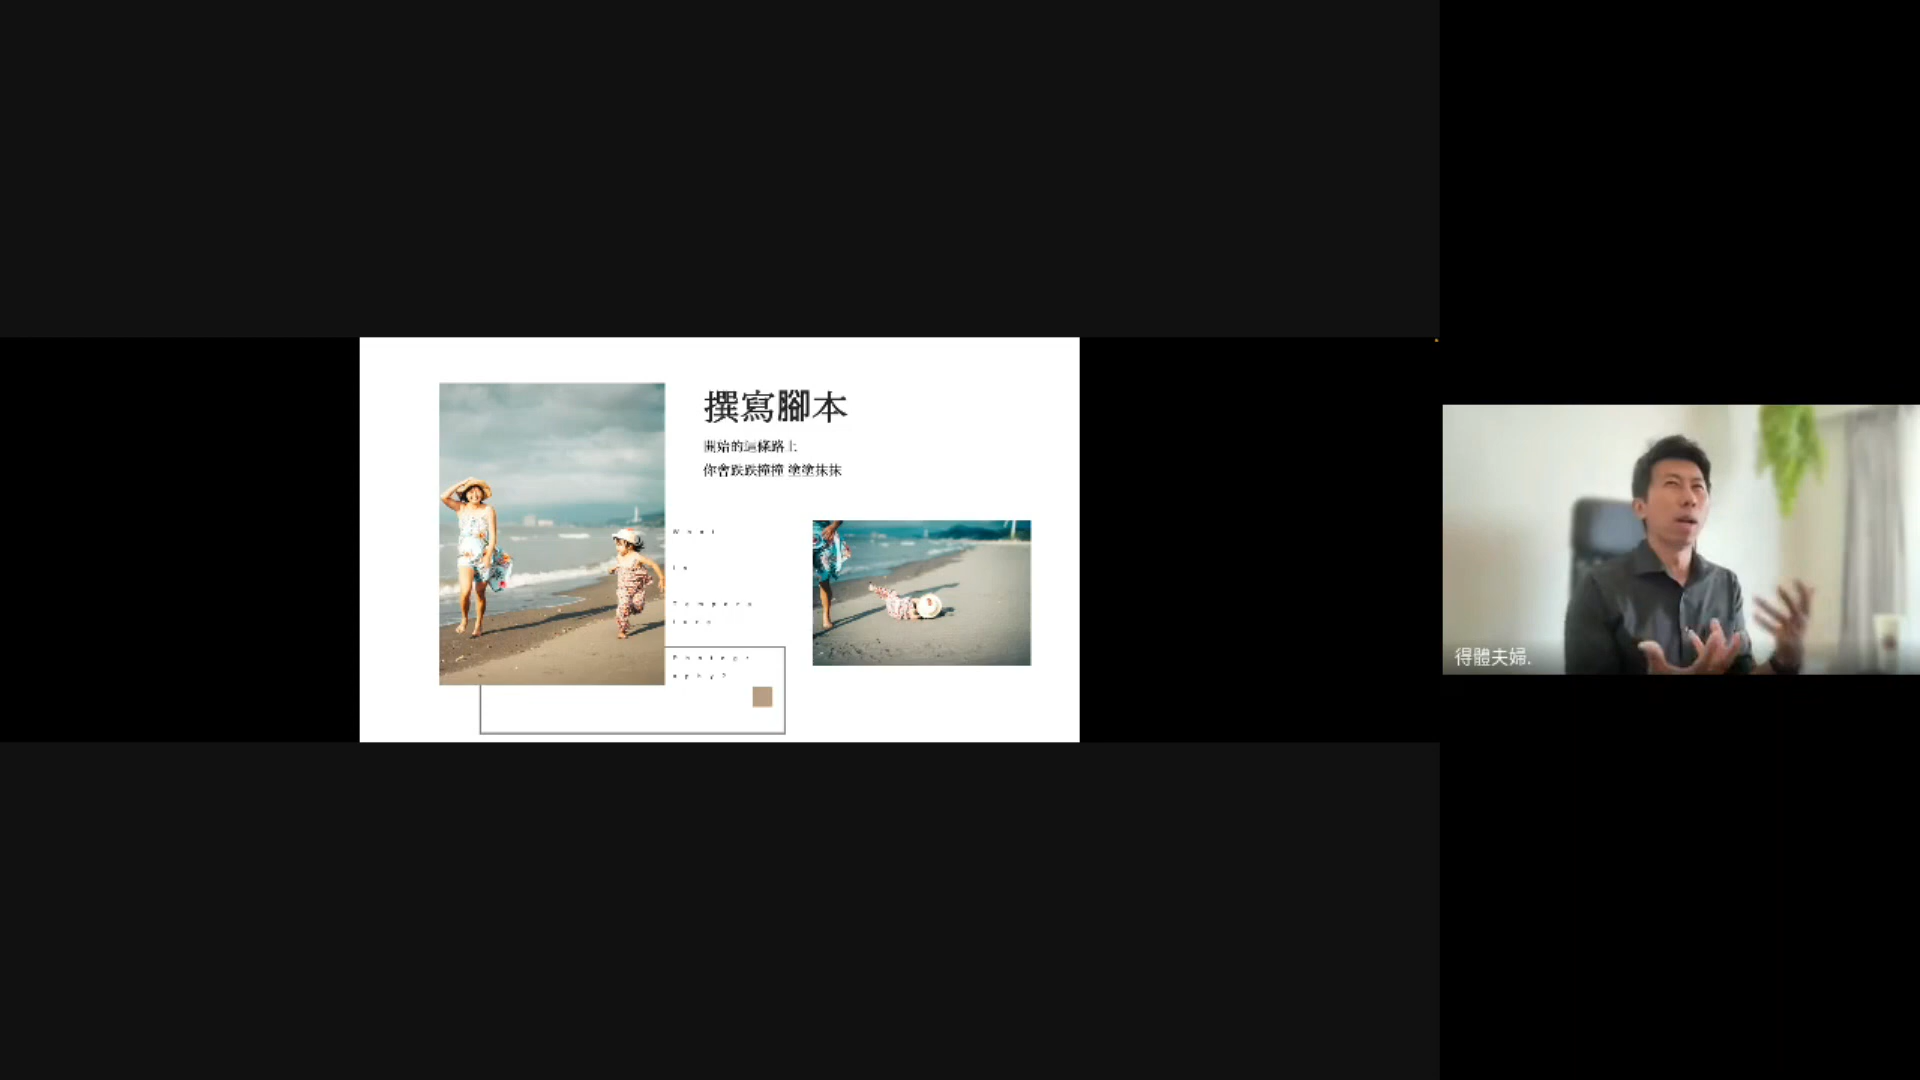 撰寫腳本
開始的這條路上
你會跌跌撞撞 塗塗抹抹
得體夫婦.